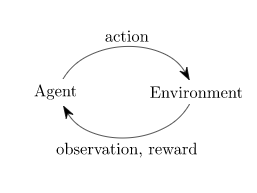 action
Agent
Environment
observation, reward